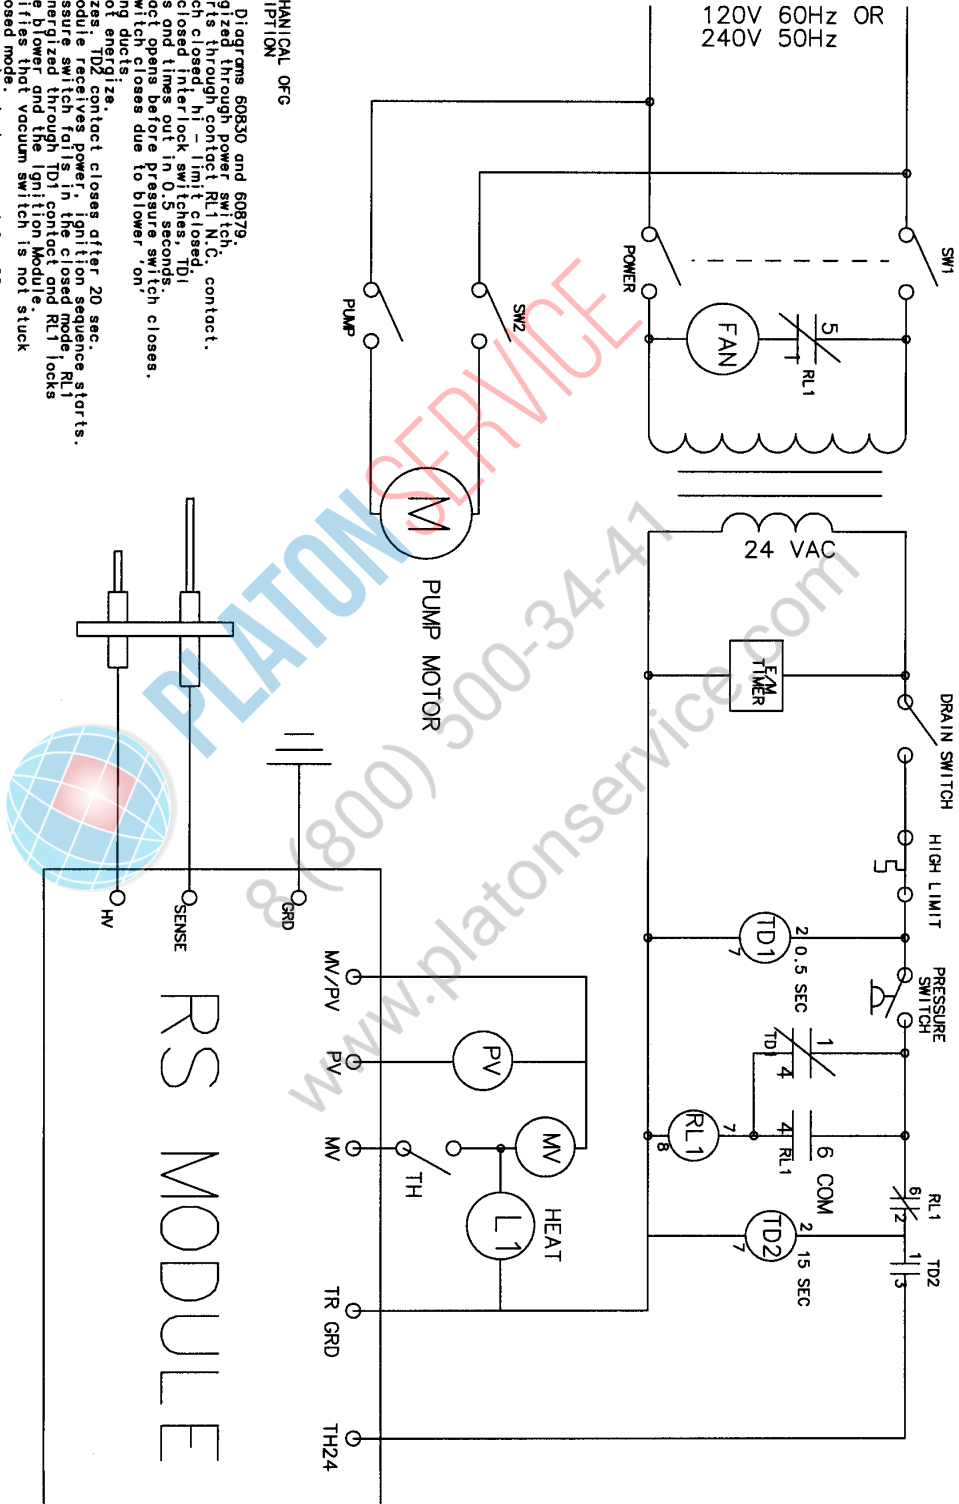 120V 60Hz OR
240V 50Hz
SW1
POWER
FAN
5
RL1
SW2
PUMP
M
PUMP MOTOR
24 VAC
E/M
TIMER
DRAIN SWITCH
HIGH LIMIT
TD1
2
7
0.5 SEC
PRESSURE
SWITCH
1
TD1
4
RL1
7
8
4
RL1
6 COM
RL1
6
2
TD2
1
3
TD2
2
7
15 SEC
HANICAL OFG
IPTION
Diagrams 60830 and 60879.
gized through power switch.
rts through contact RL1 N.C. contact.
ch closed, hi - limit closed,
closed interlock switches, TD1
s and times out in 0.5 seconds.
act opens before pressure switch closes.
witch closes due to blower 'on'
ng ducts.
ot energize.
zes. TD2 contact closes after 20 sec.
odule receives power, ignition sequence starts.
ssure switch fails in the closed mode, RL1
nergized through TD1 contact and RL1 locks
e blower and the Ignition Module.
ifies that vacuum switch is not stuck
osed mode.
HV
SENSE
GRD
MV/PV
PV
MV
TR GRD
TH24
PV
MV
TH
L1
HEAT
RS MODULE
PLATONSERVICE
8 (800) 500-34-41
www.platonservice.com